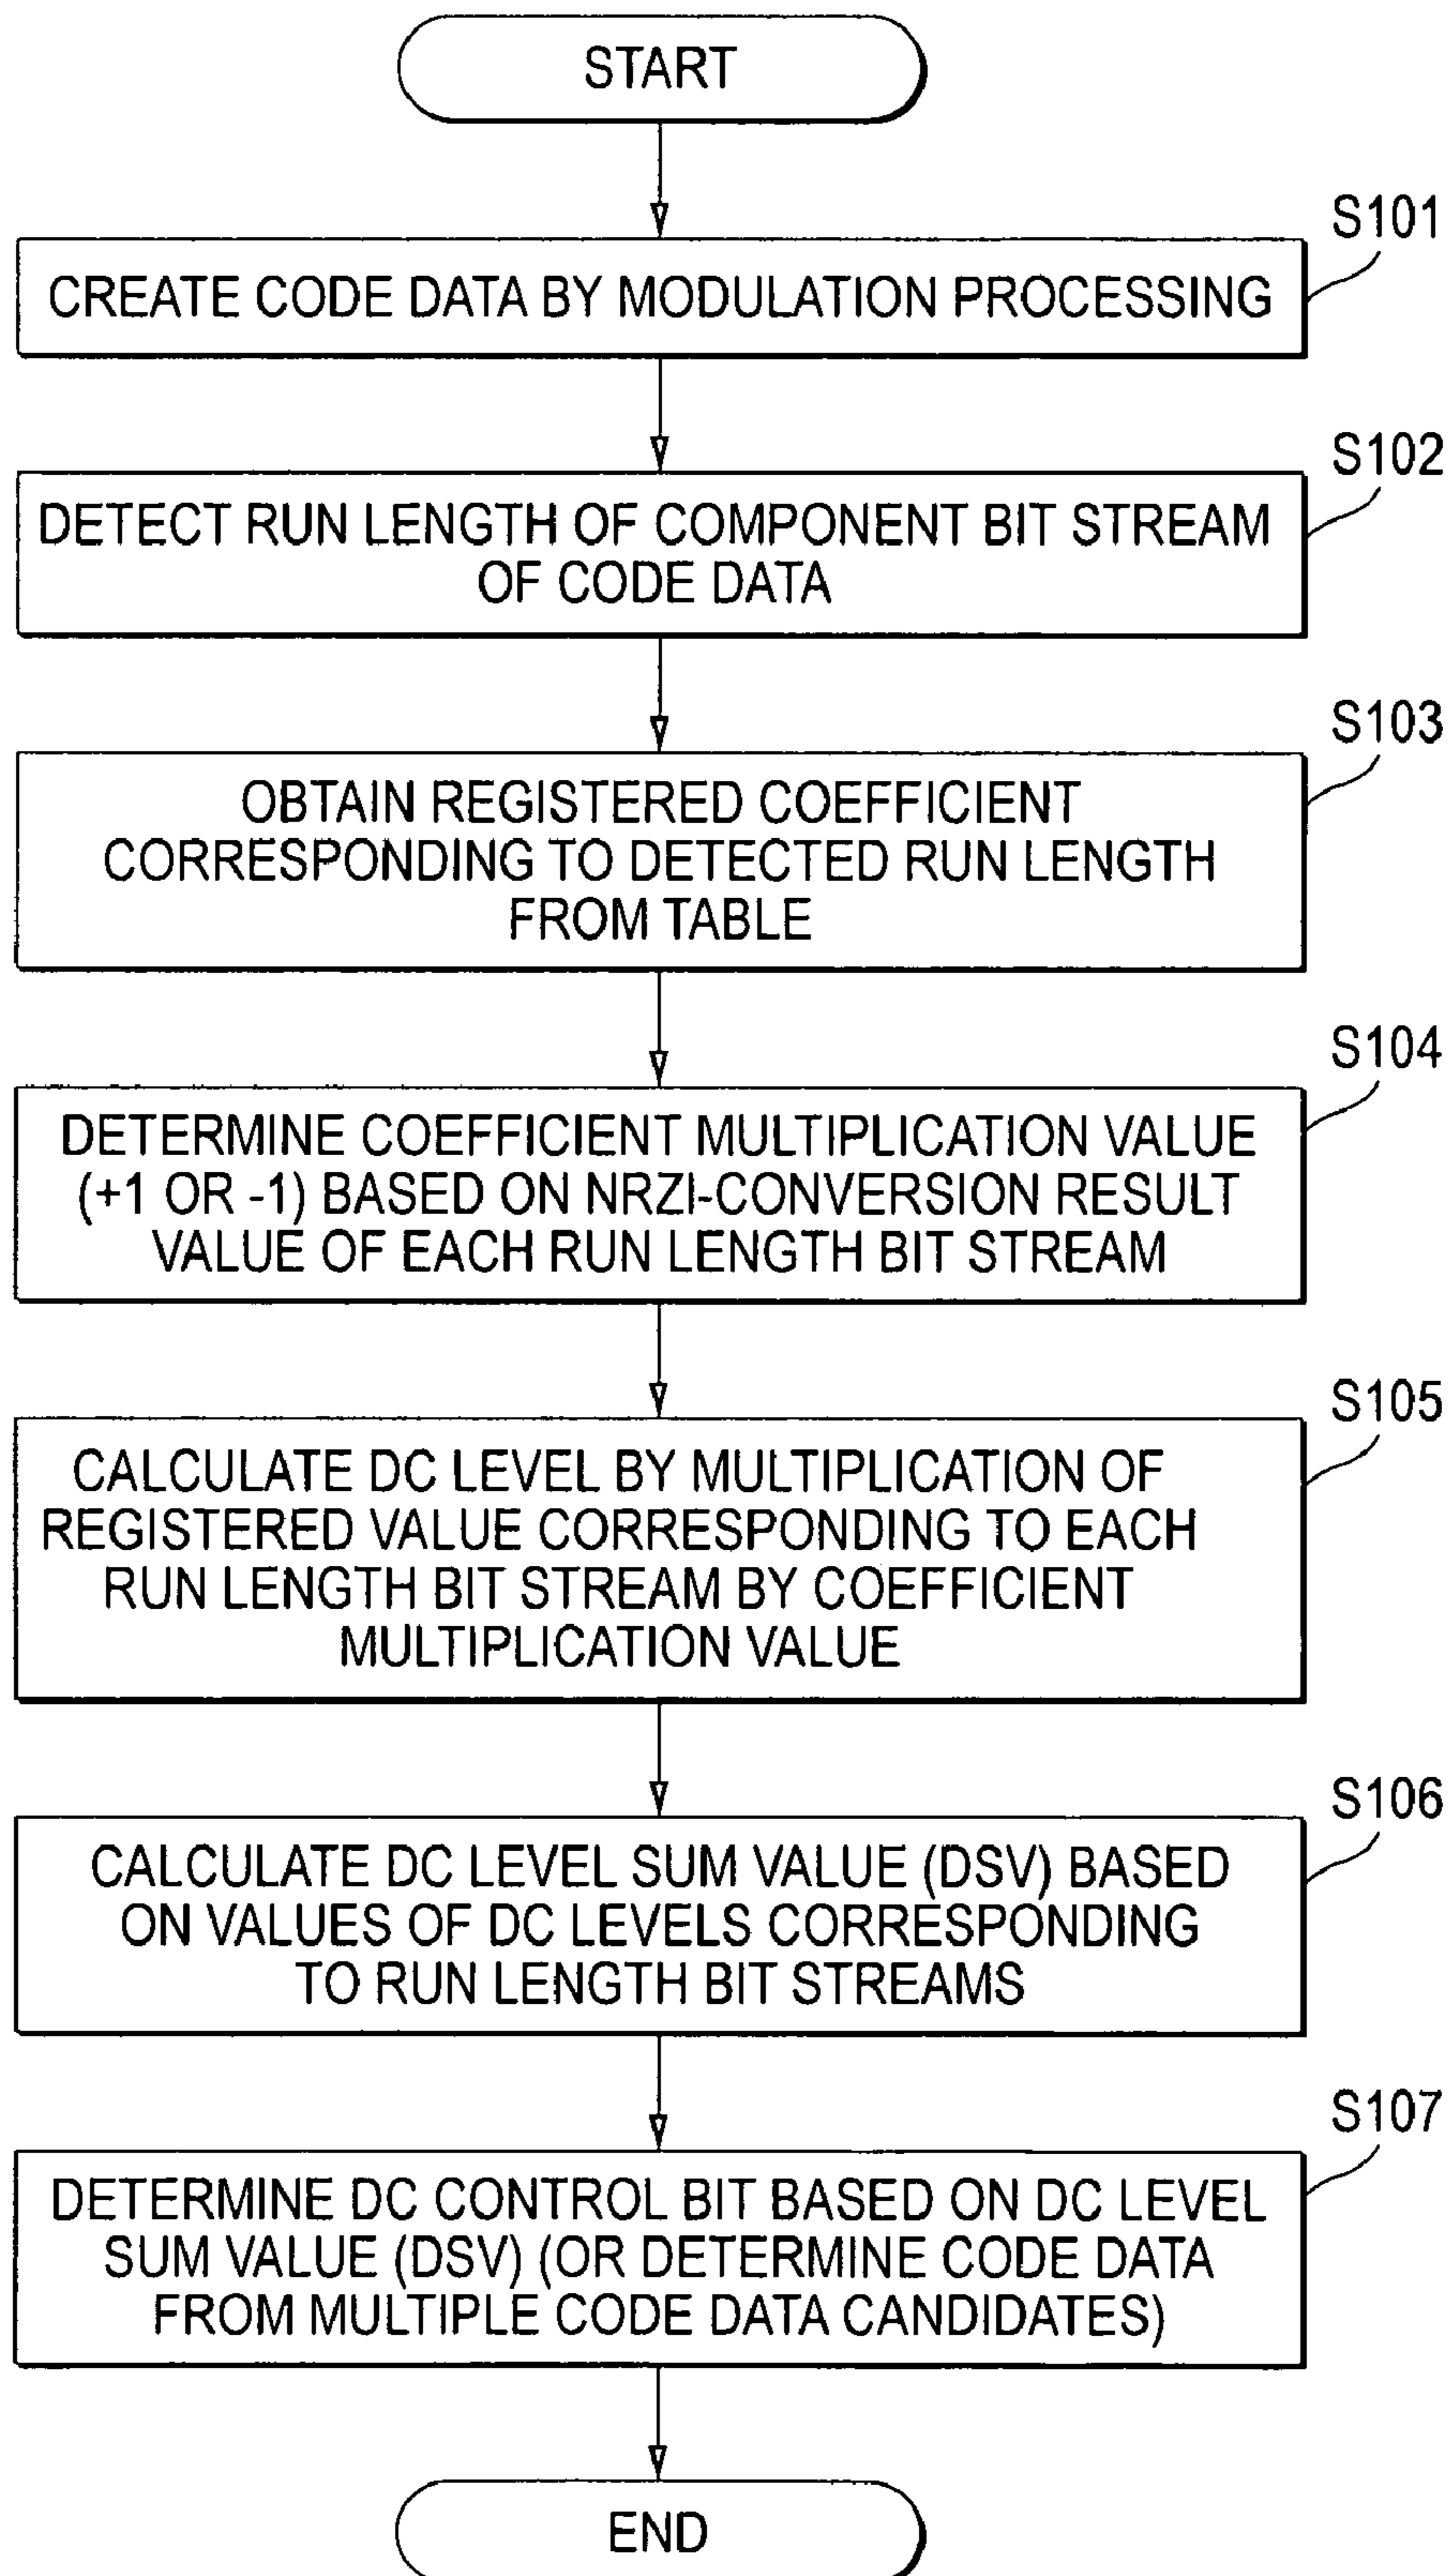 START
S101
CREATE CODE DATA BY MODULATION PROCESSING
S102
DETECT RUN LENGTH OF COMPONENT BIT STREAM
OF CODE DATA
S103
OBTAIN REGISTERED COEFFICIENT
CORRESPONDING TO DETECTED RUN LENGTH
FROM TABLE
S104
DETERMINE COEFFICIENT MULTIPLICATION VALUE
(+1 OR -1) BASED ON NRZI-CONVERSION RESULT
VALUE OF EACH RUN LENGTH BIT STREAM
S105
CALCULATE DC LEVEL BY MULTIPLICATION OF
REGISTERED VALUE CORRESPONDING TO EACH
RUN LENGTH BIT STREAM BY COEFFICIENT
MULTIPLICATION VALUE
S106
CALCULATE DC LEVEL SUM VALUE (DSV) BASED
ON VALUES OF DC LEVELS CORRESPONDING
TO RUN LENGTH BIT STREAMS
S107
DETERMINE DC CONTROL BIT BASED ON DC LEVEL
SUM VALUE (DSV) (OR DETERMINE CODE DATA
FROM MULTIPLE CODE DATA CANDIDATES)
END